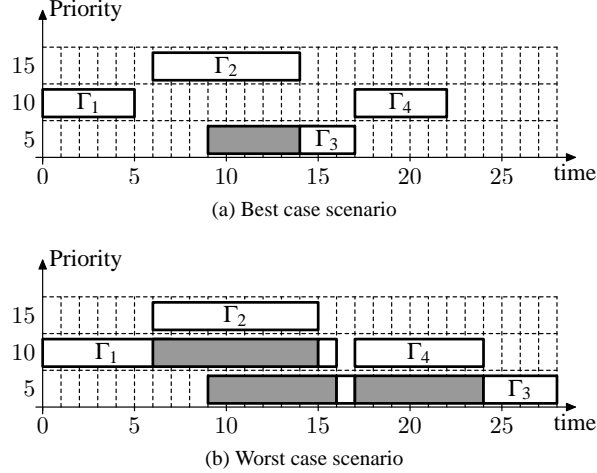 Priority
15
Γ2
10
Γ1
Γ4
5
Γ3
0 5 10 15 20 25 time
(a) Best case scenario
Priority
15
Γ2
10
Γ1
Γ4
5
Γ3
0 5 10 15 20 25 time
(b) Worst case scenario